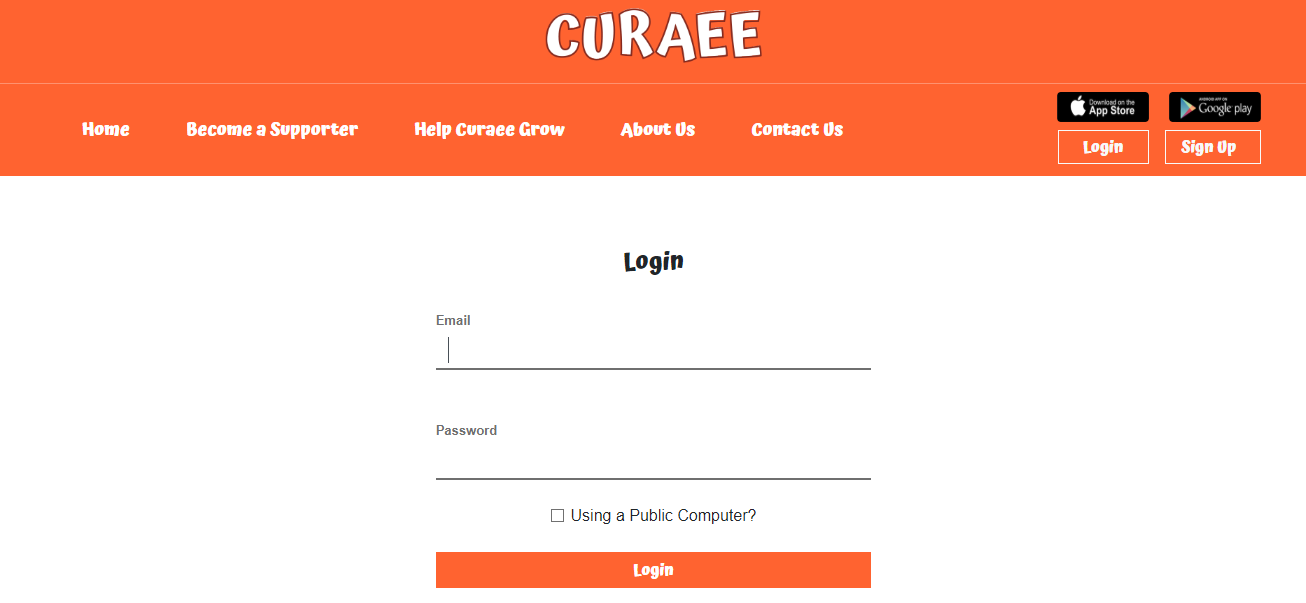 CURAEE
Home Become a Supporter Help Curaee Grow About Us Contact Us
Download on the
App Store
ANDROID APP ON
Google play
Login Sign Up
Login
Email
Password
Using a Public Computer?
Login